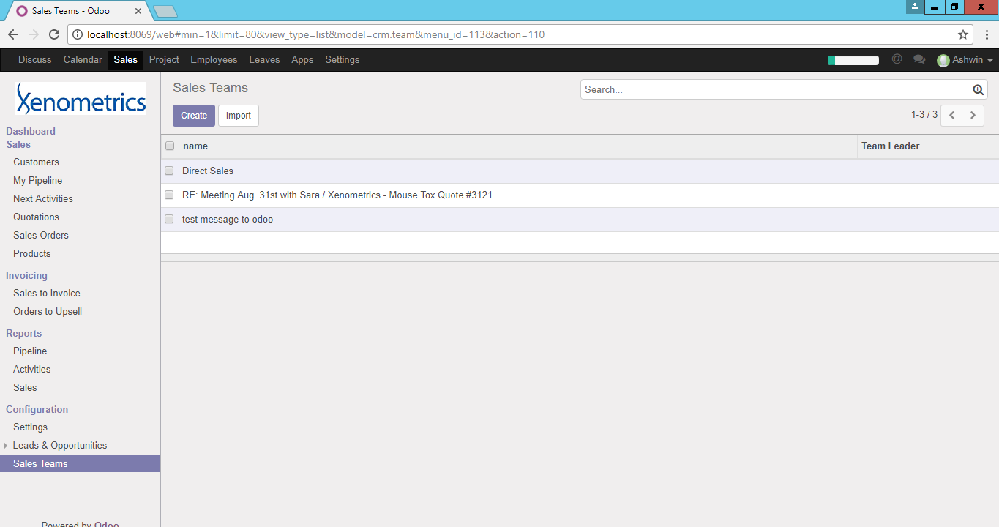 Sales Teams - Odoo
localhost:8069/web#min=1&limit=80&view_type=list&model=crm.team&menu_id=113&action=110
Discuss Calendar Sales Project Employees Leaves Apps Settings @ Ashwin
Xenometrics
Dashboard
Sales
Customers
My Pipeline
Next Activities
Quotations
Sales Orders
Products
Invoicing
Sales to Invoice
Orders to Upsell
Reports
Pipeline
Activities
Sales
Configuration
Settings
Leads & Opportunities
Sales Teams
Powered by Odoo
Sales Teams
Search...
Create Import
1-3 / 3
name Team Leader
Direct Sales
RE: Meeting Aug. 31st with Sara / Xenometrics - Mouse Tox Quote #3121
test message to odoo